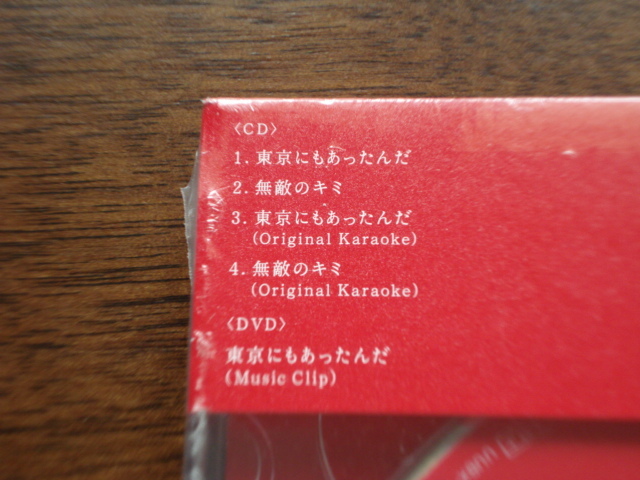 〈CD〉
1. 東京にもあったんだ
2. 無敵のキミ
3. 東京にもあったんだ
(Original Karaoke)
4. 無敵のキミ
(Original Karaoke)
〈DVD〉
東京にもあったんだ
(Music Clip)